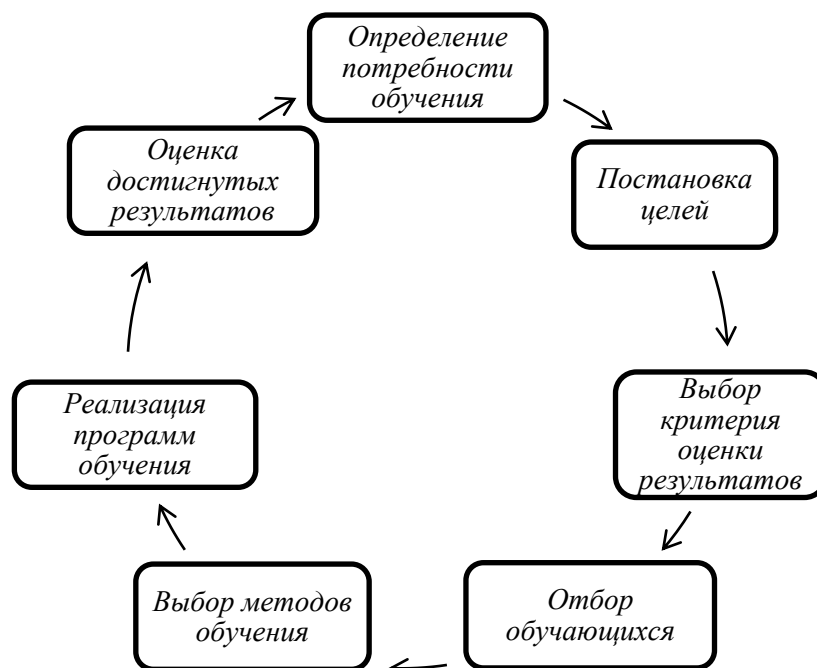 Определение
потребности
обучения
Постановка
целей
Выбор
критерия
оценки
результатов
Отбор
обучающихся
Выбор методов
обучения
Реализация
программ
обучения
Оценка
достигнутых
результатов